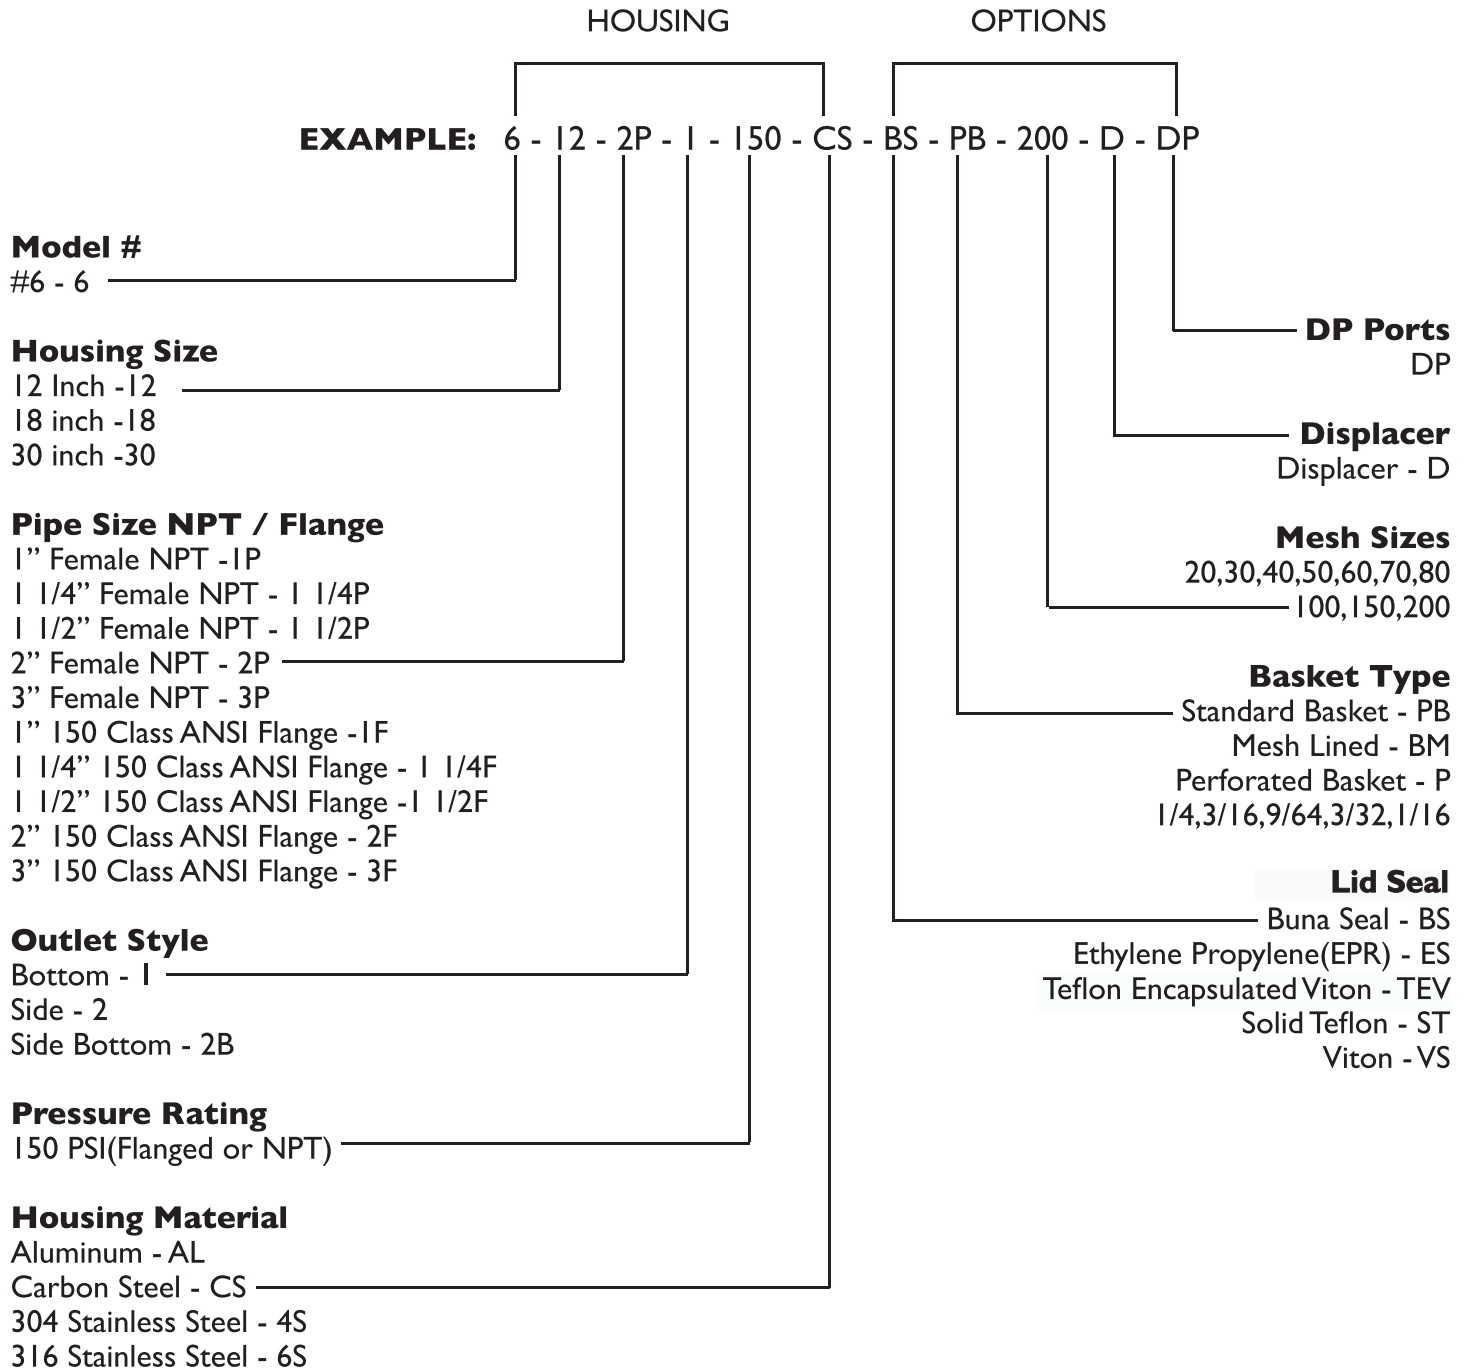 HOUSING
OPTIONS
EXAMPLE: 6 - 12 - 2P - 1 - 150 - CS - BS - PB - 200 - D - DP
Model #
#6 - 6
Housing Size
12 Inch -12
18 inch -18
30 inch -30
Pipe Size NPT / Flange
1” Female NPT -1P
1 1/4” Female NPT - 1 1/4P
1 1/2” Female NPT - 1 1/2P
2” Female NPT - 2P
3” Female NPT - 3P
1” 150 Class ANSI Flange -1F
1 1/4” 150 Class ANSI Flange - 1 1/4F
1 1/2” 150 Class ANSI Flange -1 1/2F
2” 150 Class ANSI Flange - 2F
3” 150 Class ANSI Flange - 3F
Outlet Style
Bottom - 1
Side - 2
Side Bottom - 2B
Pressure Rating
150 PSI(Flanged or NPT)
Housing Material
Aluminum - AL
Carbon Steel - CS
304 Stainless Steel - 4S
316 Stainless Steel - 6S
DP Ports
DP
Displacer
Displacer - D
Mesh Sizes
20,30,40,50,60,70,80
100,150,200
Basket Type
Standard Basket - PB
Mesh Lined - BM
Perforated Basket - P
1/4,3/16,9/64,3/32,1/16
Lid Seal
Buna Seal - BS
Ethylene Propylene(EPR) - ES
Teflon Encapsulated Viton - TEV
Solid Teflon - ST
Viton - VS